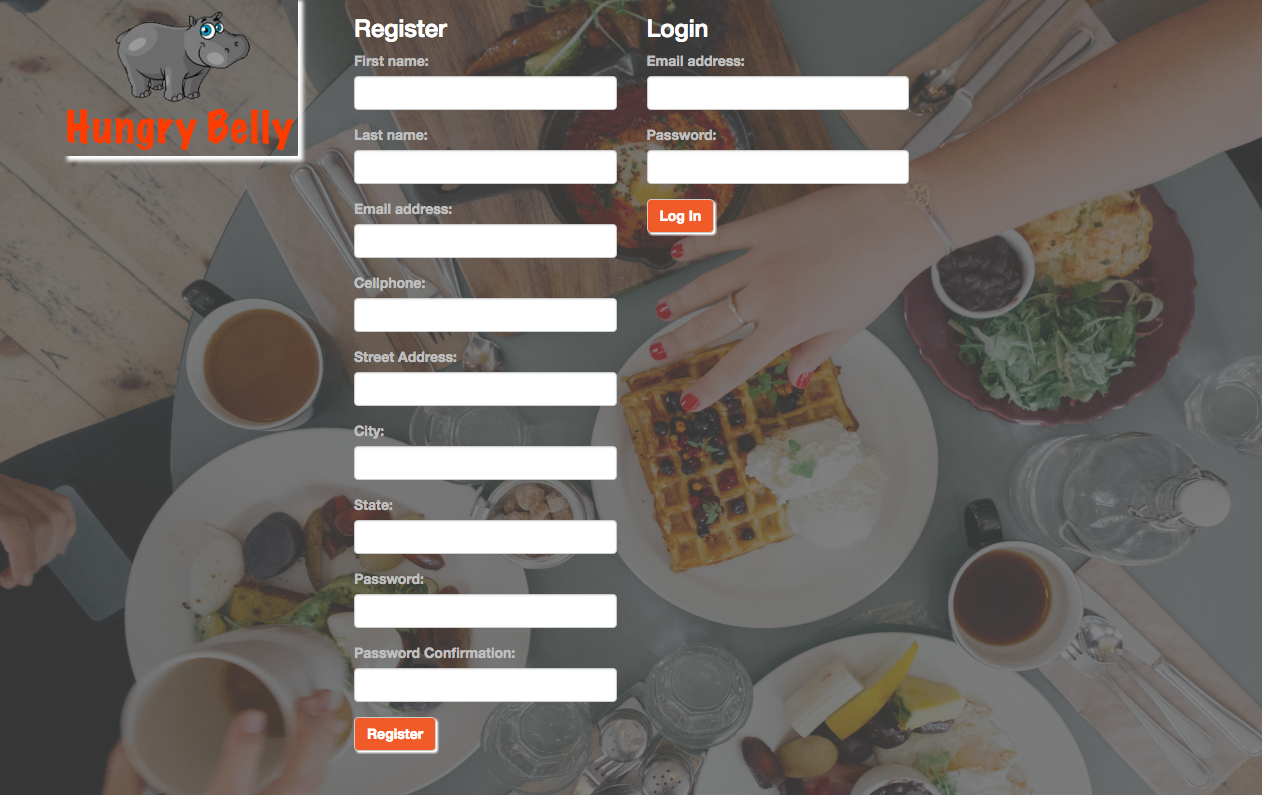 Hungry Belly
Register
First name:
Last name:
Email address:
Cellphone:
Street Address:
City:
State:
Password:
Password Confirmation:
Register
Login
Email address:
Password:
Log In